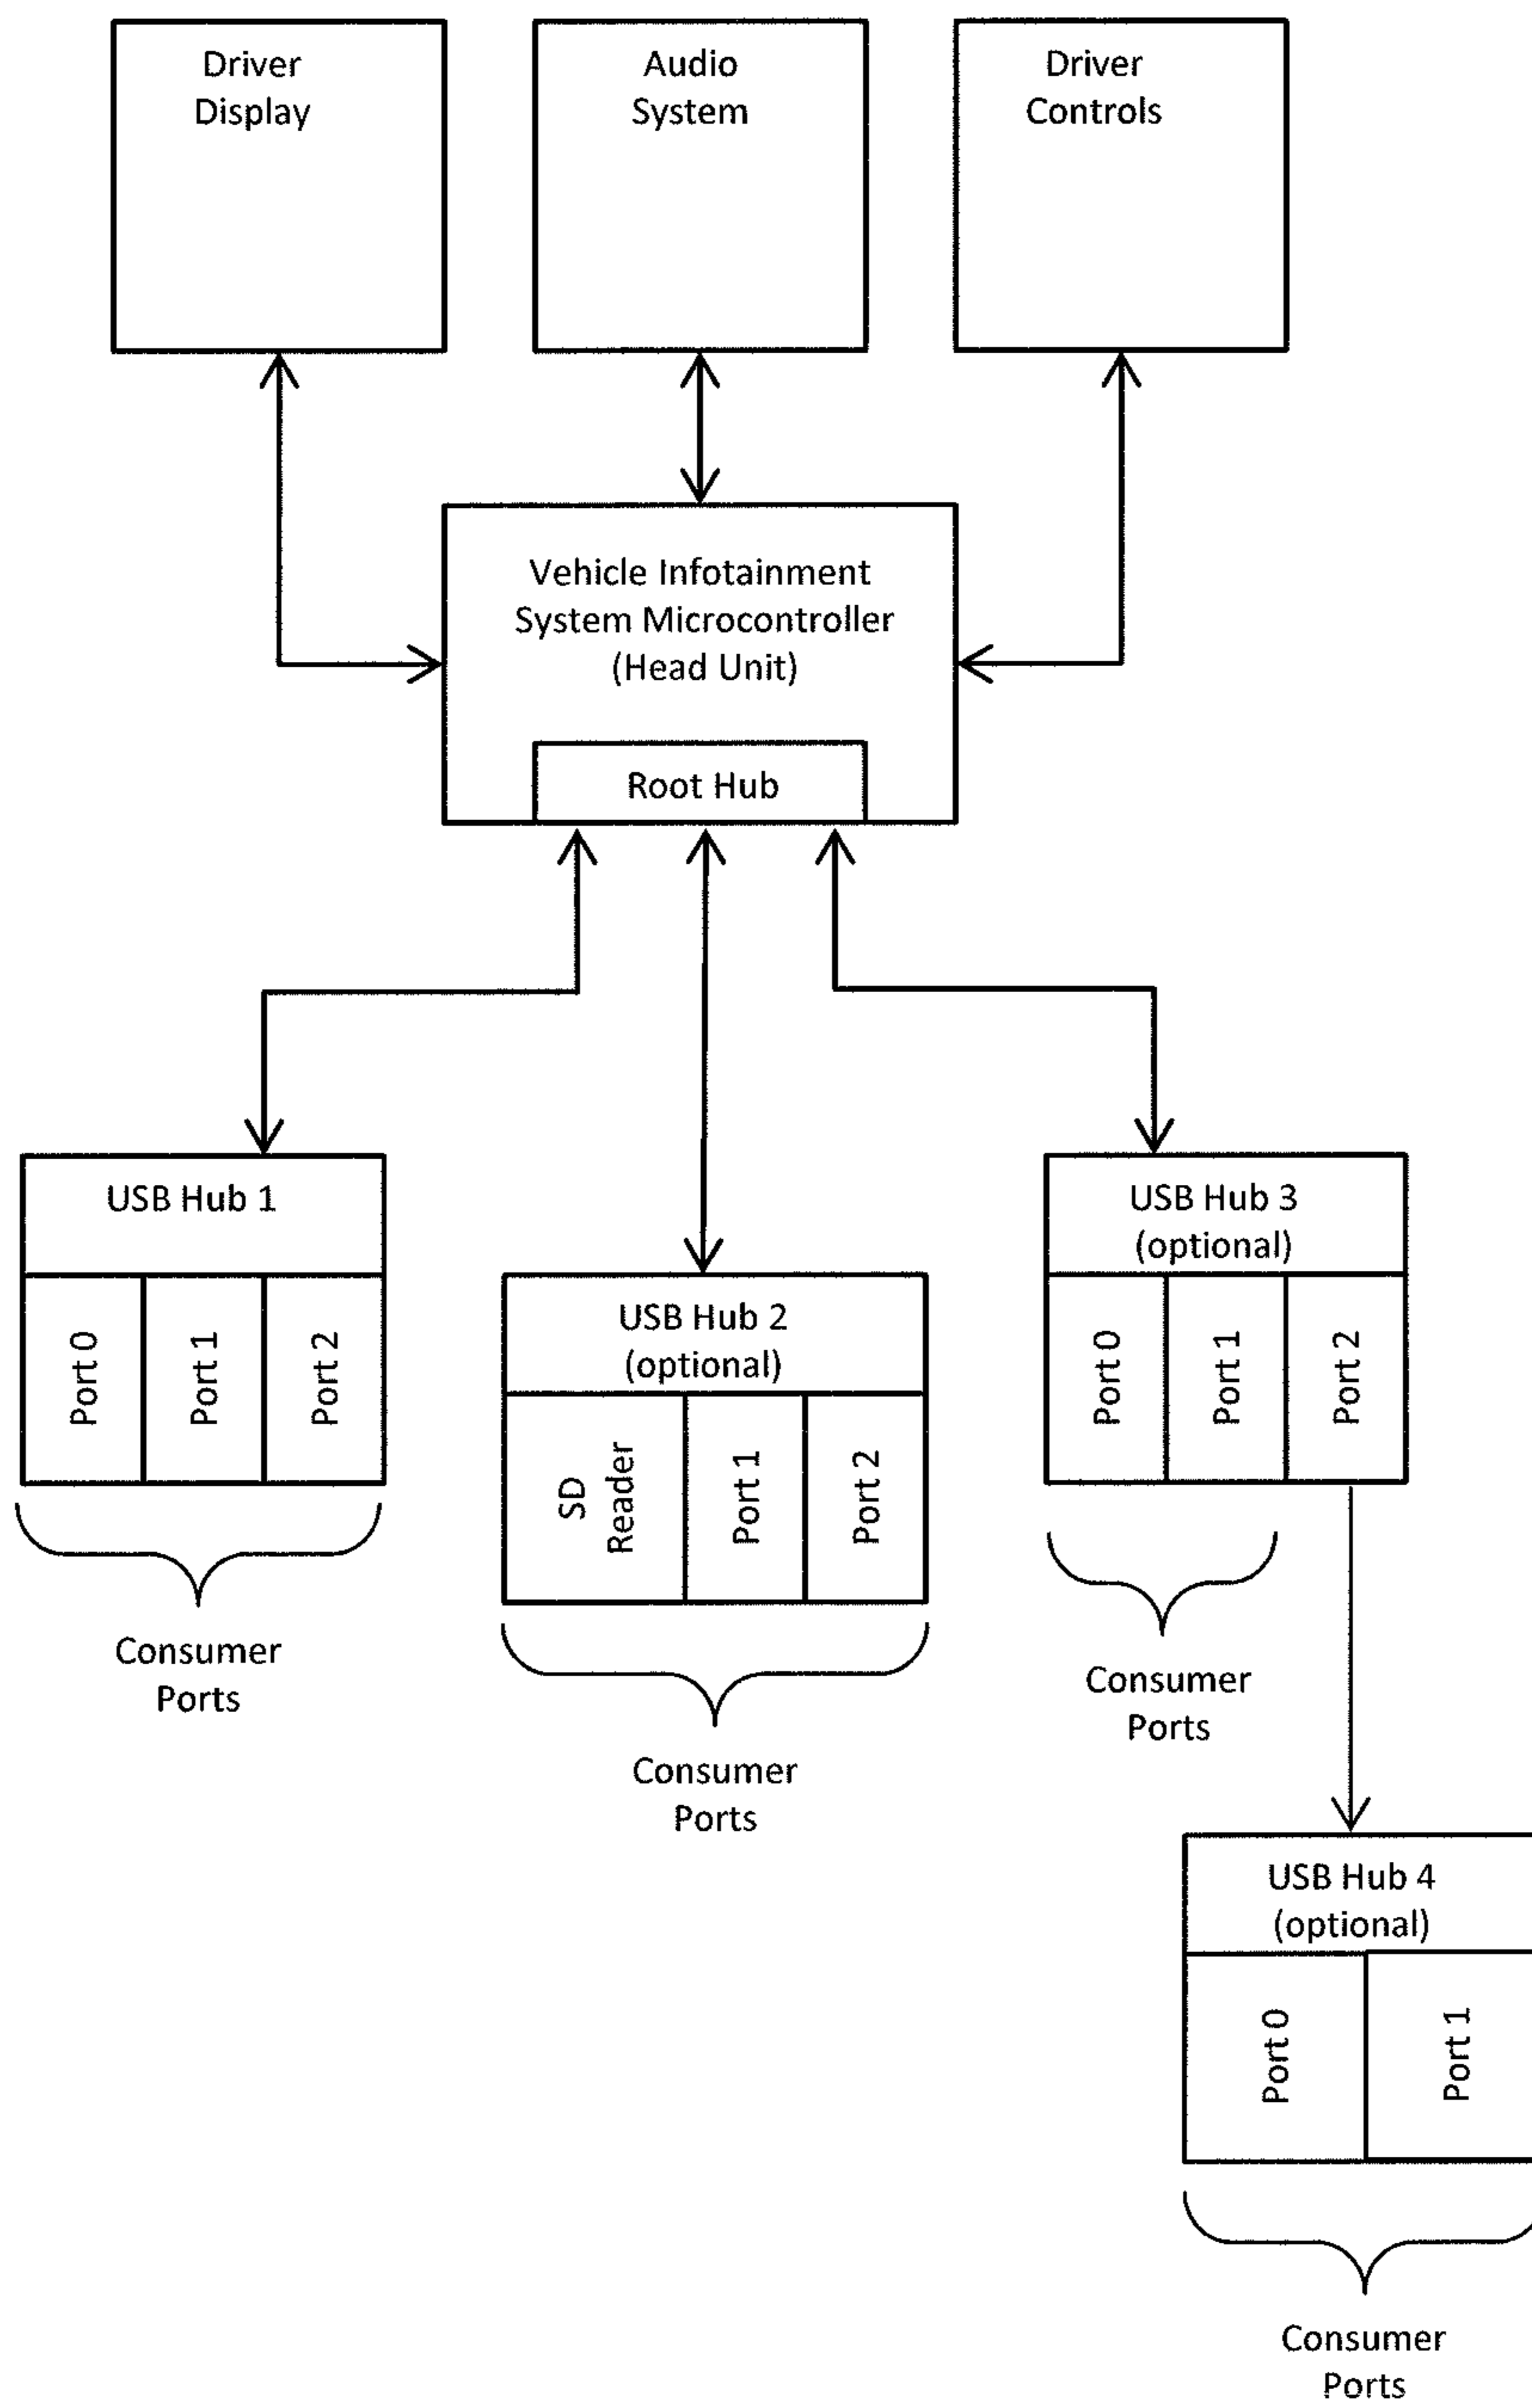 Driver
Display
Audio
System
Driver
Controls
Vehicle Infotainment
System Microcontroller
(Head Unit)
Root Hub
USB Hub 1
Port 0
Port 1
Port 2
Consumer
Ports
USB Hub 2
(optional)
SD
Reader
Port 1
Port 2
Consumer
Ports
USB Hub 3
(optional)
Port 0
Port 1
Port 2
Consumer
Ports
USB Hub 4
(optional)
Port 0
Port 1
Consumer
Ports